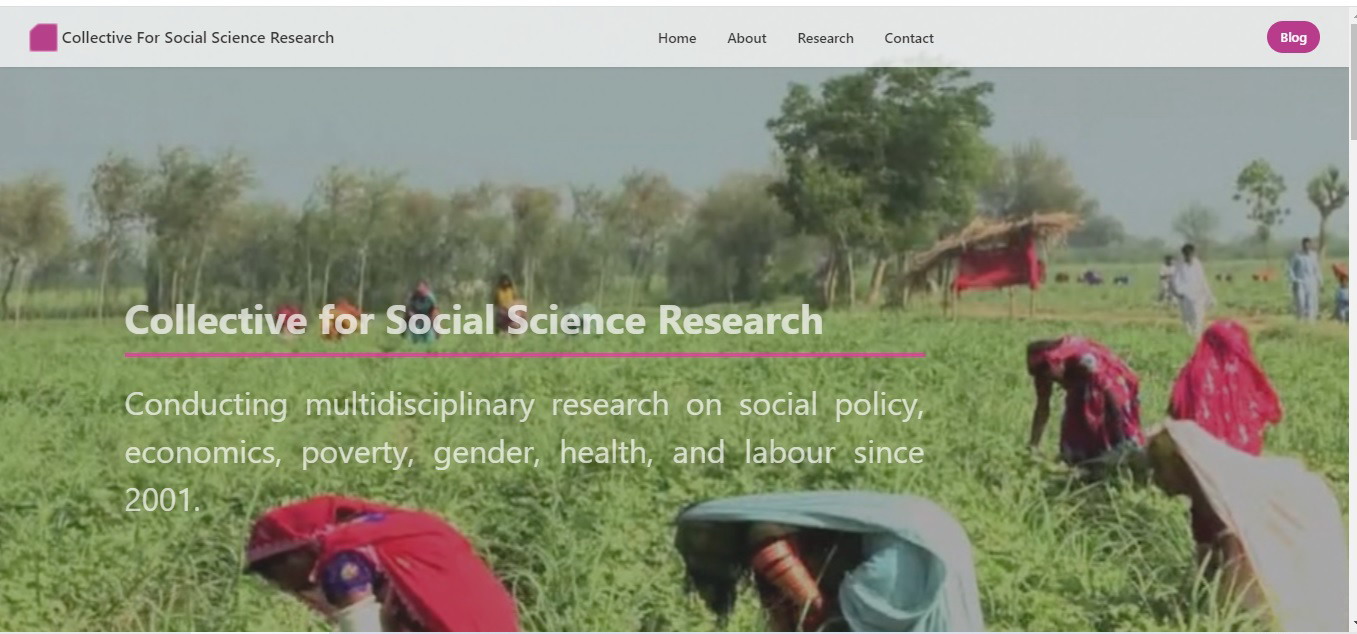 Collective For Social Science Research
Home
About
Research
Contact
Blog
Collective for Social Science Research
Conducting multidisciplinary research on social policy,
economics, poverty, gender, health, and labour since
2001.